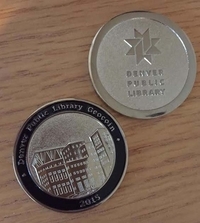 DENVER
PUBLIC
LIBRARY
Denver Public Library Geocoin
2015